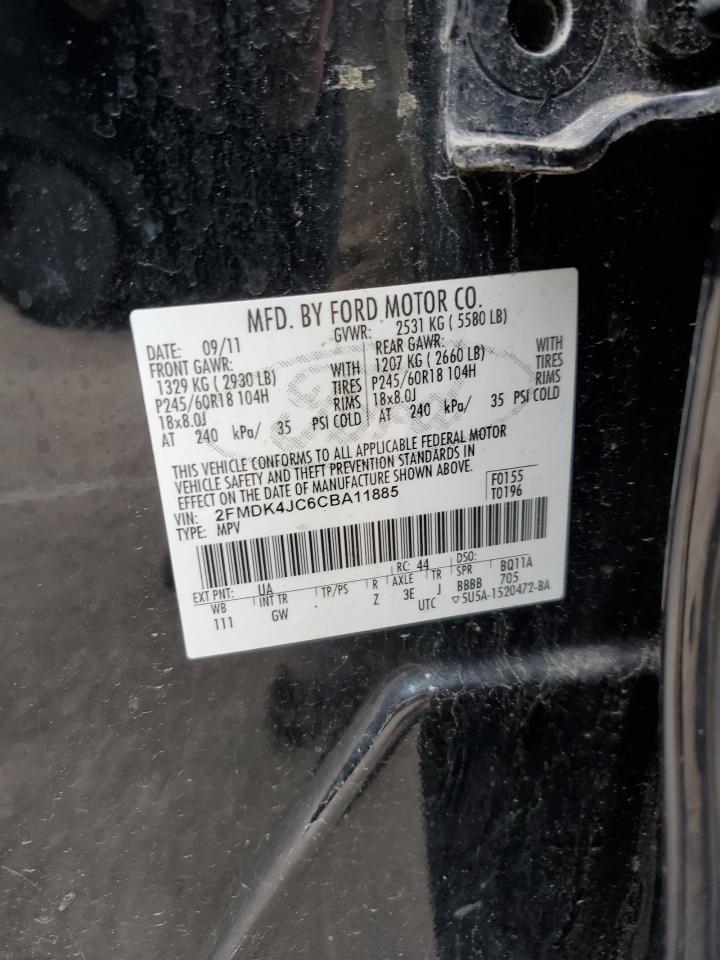 MFD. BY FORD MOTOR CO.
DATE: 09/11 GVWR: 2531 KG ( 5580 LB)
FRONT GAWR: REAR GAWR:
1329 KG ( 2930 LB) WITH 1207 KG ( 2660 LB) WITH
P245/60R18 104H TIRES P245/60R18 104H TIRES
18x8.0J RIMS 18x8.0J RIMS
AT 240 kPa/ 35 PSI COLD AT 240 kPa/ 35 PSI COLD
THIS VEHICLE CONFORMS TO ALL APPLICABLE FEDERAL MOTOR
VEHICLE SAFETY AND THEFT PREVENTION STANDARDS IN
EFFECT ON THE DATE OF MANUFACTURE SHOWN ABOVE.
VIN: 2FMDK4JC6CBA11885 F0155
TYPE: MPV T0196
EXT PNT: UA RC: 44 DSO:
WB INT TR TP/PS R AXLE TR SPR BQ11A
111 GW Z 3E J BBBB 705
UTC ▽5U5A-1520472-BA
Ford